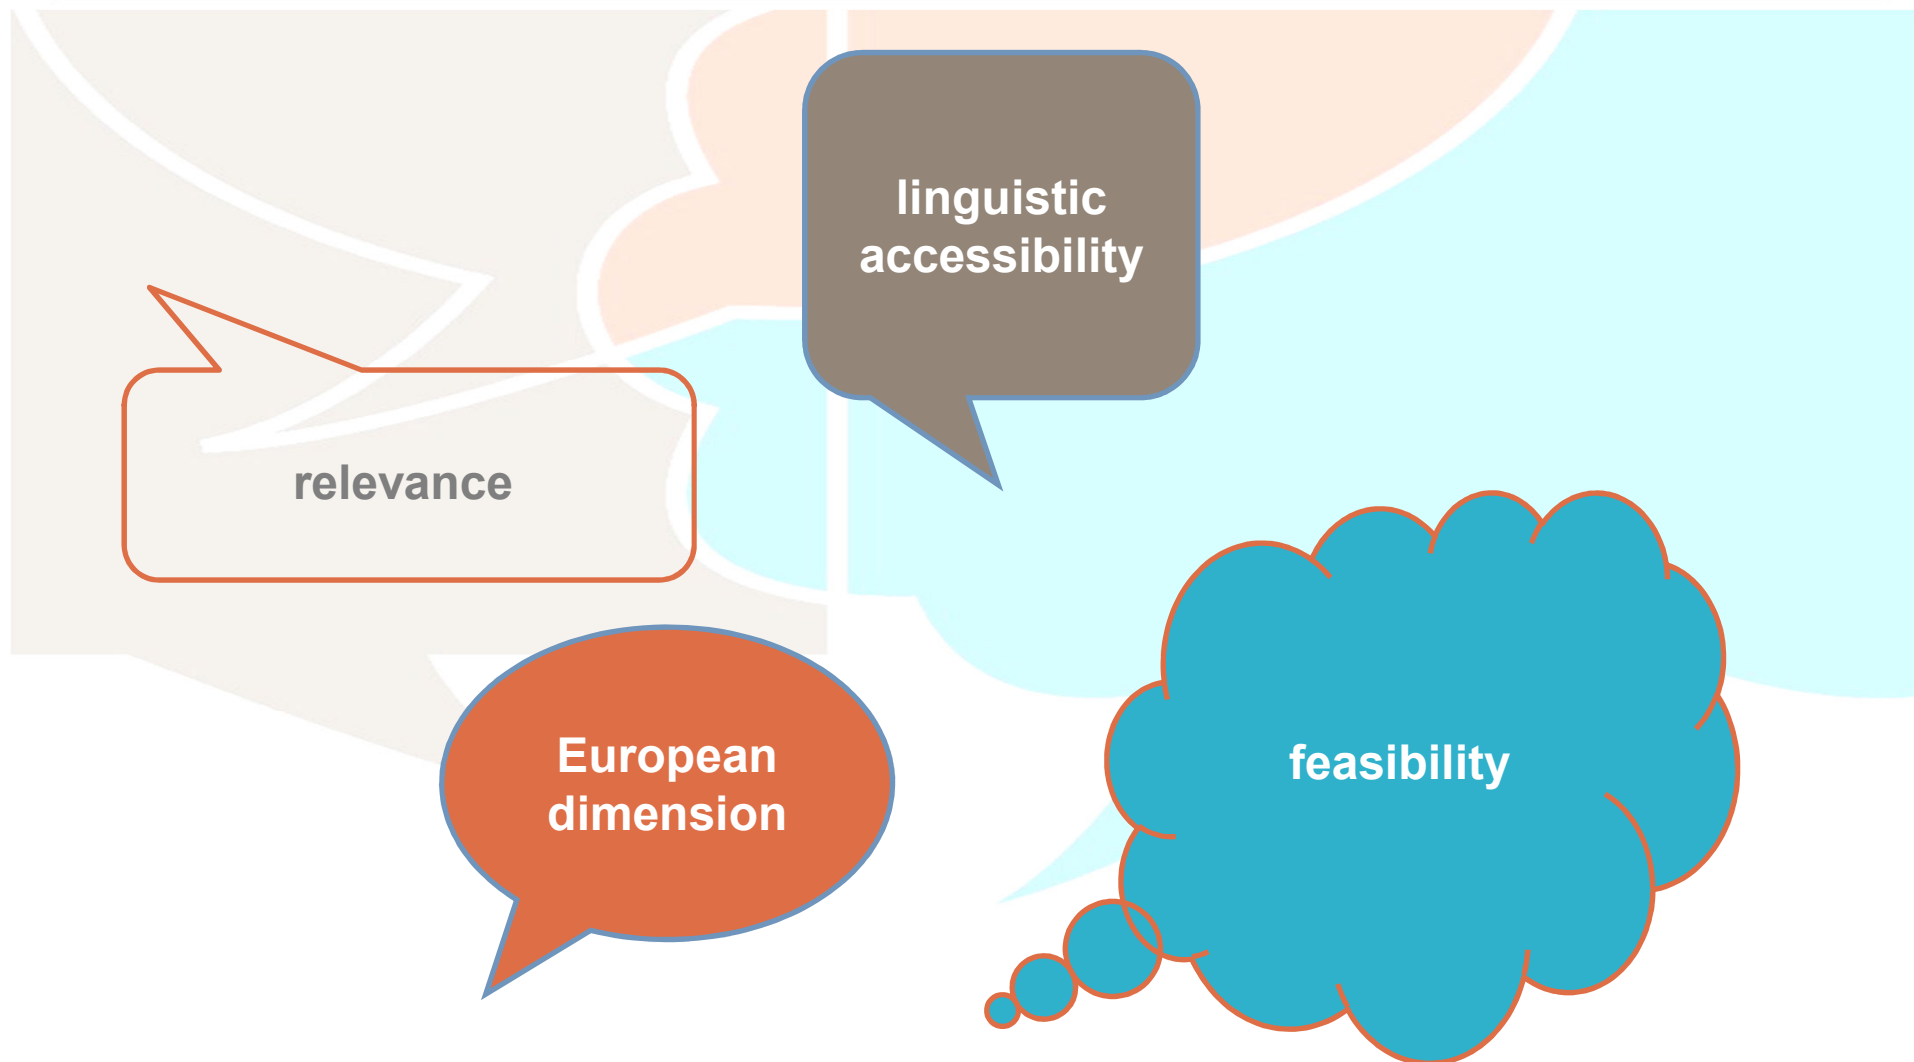 linguistic
accessibility
relevance
European
dimension
feasibility